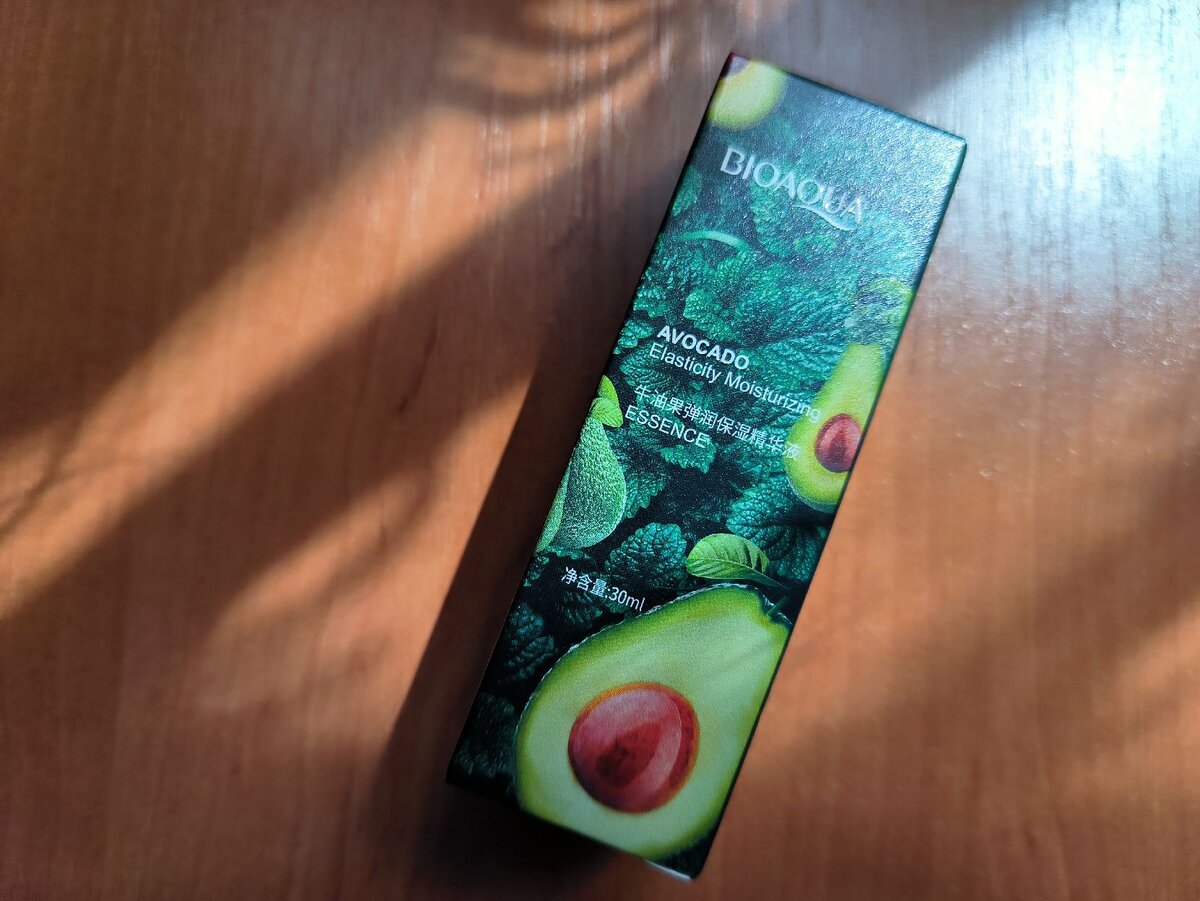 BIOAQUA
AVOCADO
Elasticity Moisturizing
牛油果弹润保湿精华液
ESSENCE
净含量:30ml